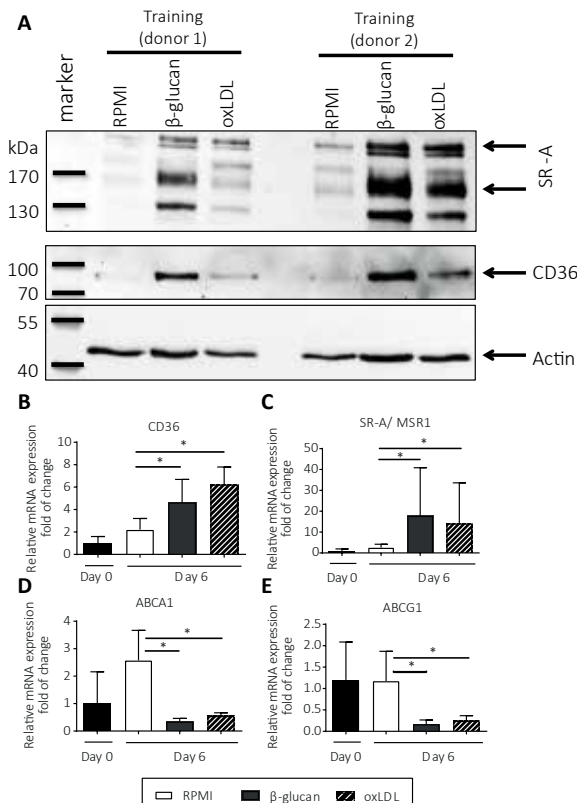 A
Training
(donor 1)
Training
(donor 2)
marker
RPMI
β-glucan
oxLDL
RPMI
β-glucan
oxLDL
kDa
170
130
SR-A
100
70
CD36
55
40
Actin
B
CD36
Relative mRNA expression
fold of change
10
8
6
4
2
0
*
*
Day 0
Day 6
C
SR-A/ MSR1
Relative mRNA expression
fold of change
50
40
30
20
10
0
*
*
Day 0
Day 6
D
ABCA1
Relative mRNA expression
fold of change
4
3
2
1
0
*
*
Day 0
Day 6
E
ABCG1
Relative mRNA expression
fold of change
2.5
2.0
1.5
1.0
0.5
0.0
*
*
Day 0
Day 6
RPMI β-glucan oxLDL